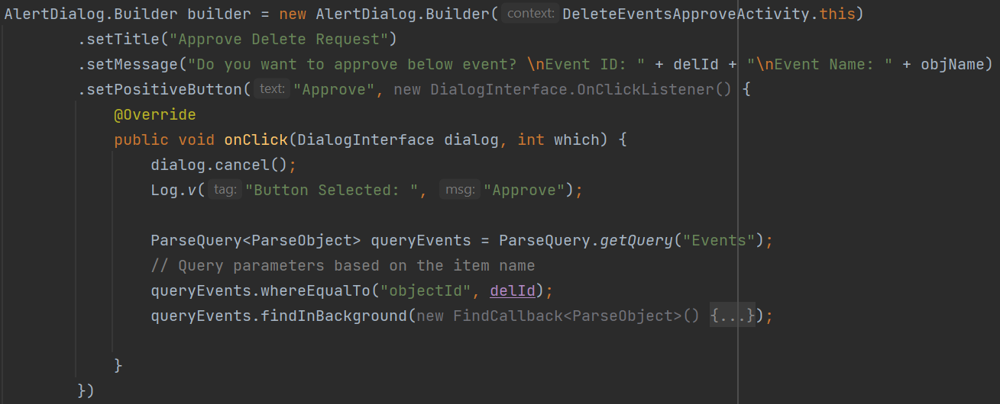 AlertDialog.Builder builder = new AlertDialog.Builder( context: DeleteEventsApproveActivity.this)
.setTitle("Approve Delete Request")
.setMessage("Do you want to approve below event? \nEvent ID: " + delId + "\nEvent Name: " + objName)
.setPositiveButton( text: "Approve", new DialogInterface.OnClickListener() {
@Override
public void onClick(DialogInterface dialog, int which) {
dialog.cancel();
Log.v( tag: "Button Selected: ", msg: "Approve");
ParseQuery<ParseObject> queryEvents = ParseQuery.getQuery("Events");
// Query parameters based on the item name
queryEvents.whereEqualTo("objectId", delId);
queryEvents.findInBackground(new FindCallback<ParseObject>() {...});
}
})